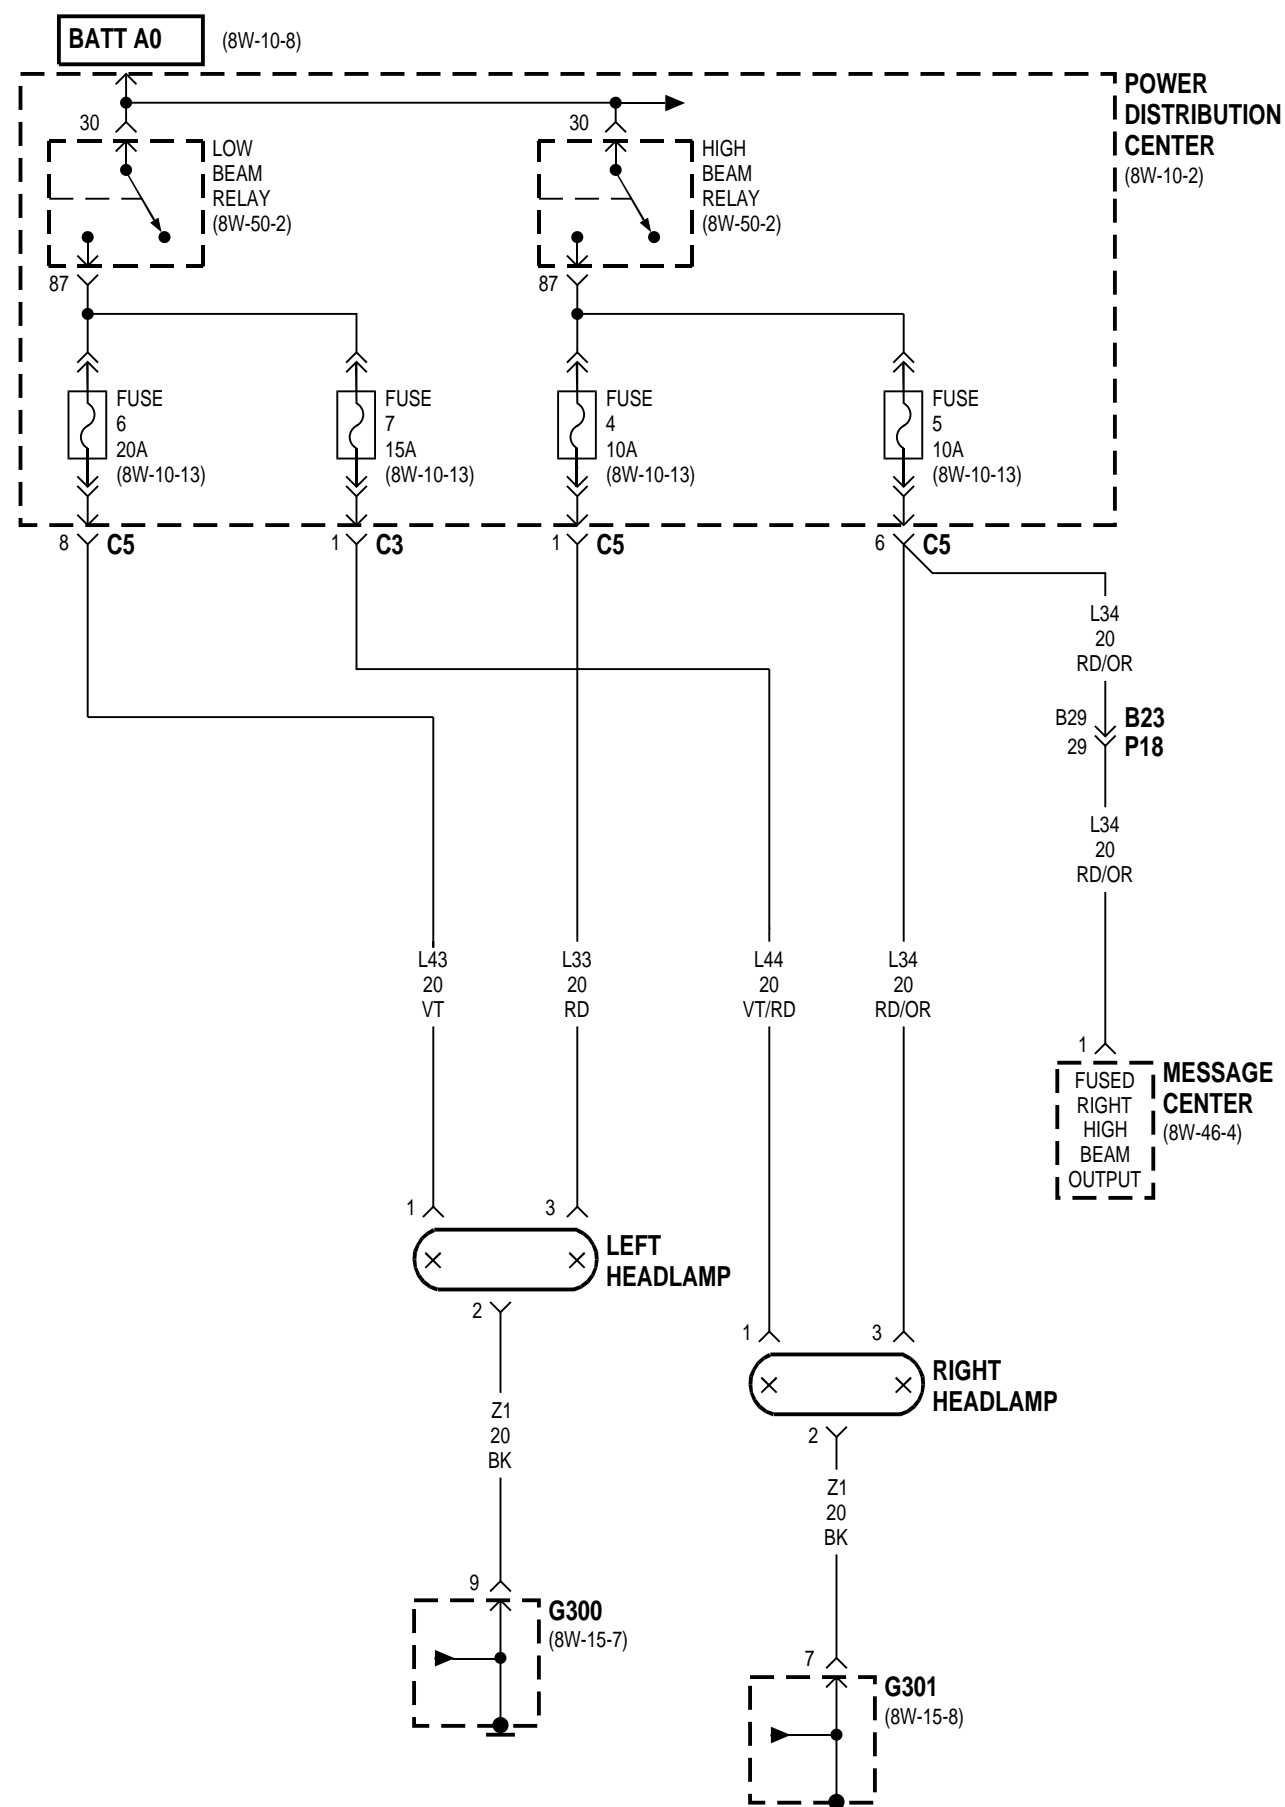 BATT A0 (8W-10-8)
POWER
DISTRIBUTION
CENTER
(8W-10-2)
30
LOW
BEAM
RELAY
(8W-50-2)
87
30
HIGH
BEAM
RELAY
(8W-50-2)
87
FUSE
6
20A
(8W-10-13)
FUSE
7
15A
(8W-10-13)
FUSE
4
10A
(8W-10-13)
FUSE
5
10A
(8W-10-13)
8 C5
1 C3
1 C5
6 C5
L34
20
RD/OR
B29 B23
29 P18
L34
20
RD/OR
L43
20
VT
L33
20
RD
L44
20
VT/RD
L34
20
RD/OR
1
FUSED
RIGHT
HIGH
BEAM
OUTPUT
MESSAGE
CENTER
(8W-46-4)
1 3
LEFT
HEADLAMP
2
1 3
RIGHT
HEADLAMP
2
Z1
20
BK
Z1
20
BK
9
G300
(8W-15-7)
7
G301
(8W-15-8)